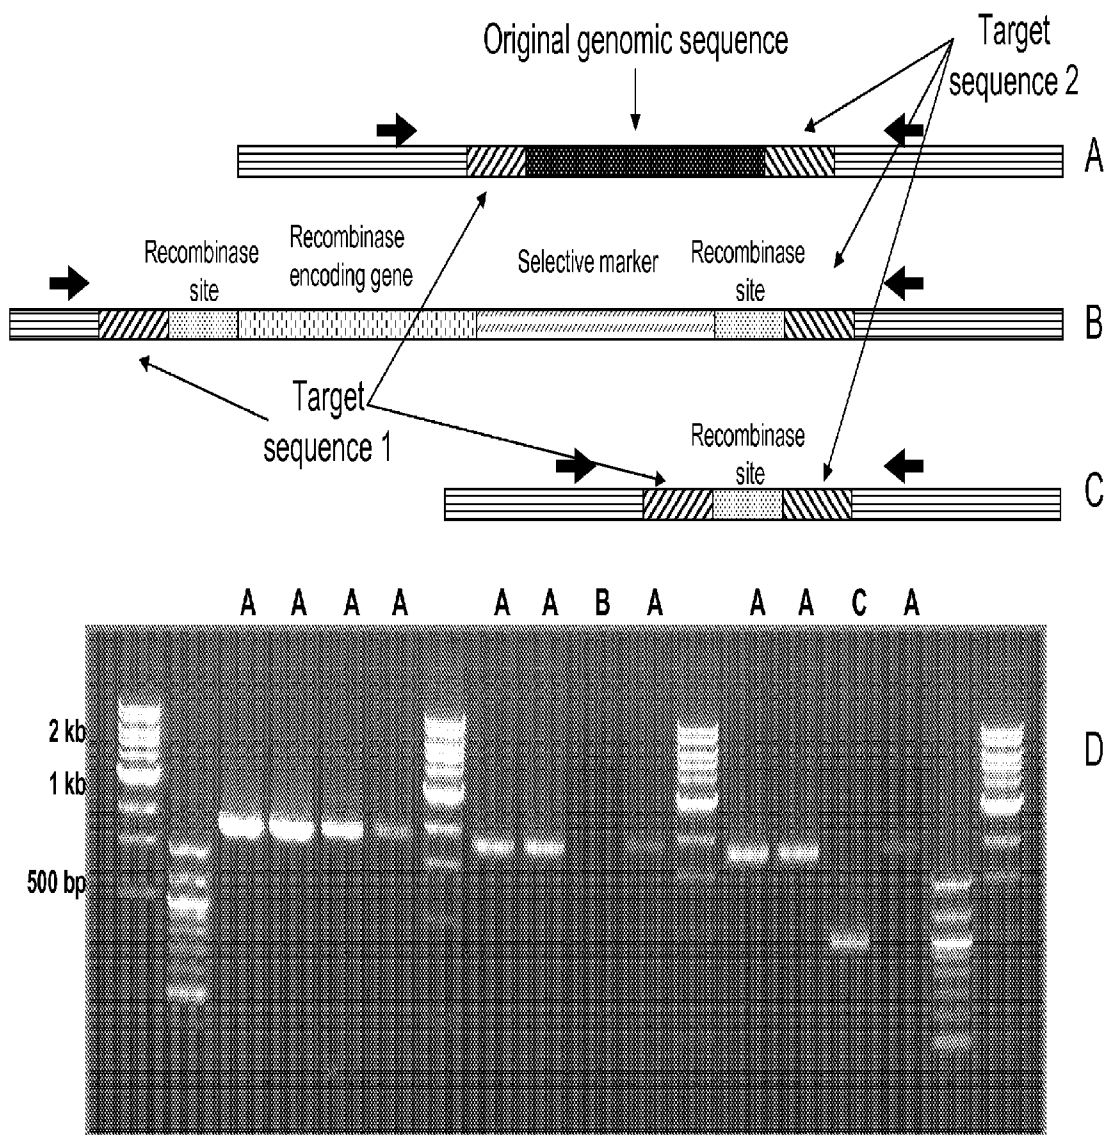 Original genomic sequence
Target
sequence 2
A
Recombinase
site
Recombinase
encoding gene
Selective marker
Recombinase
site
B
Target
sequence 1
Recombinase
site
C
A A A A A A B A A A C A
2 kb
1 kb
500 bp
D